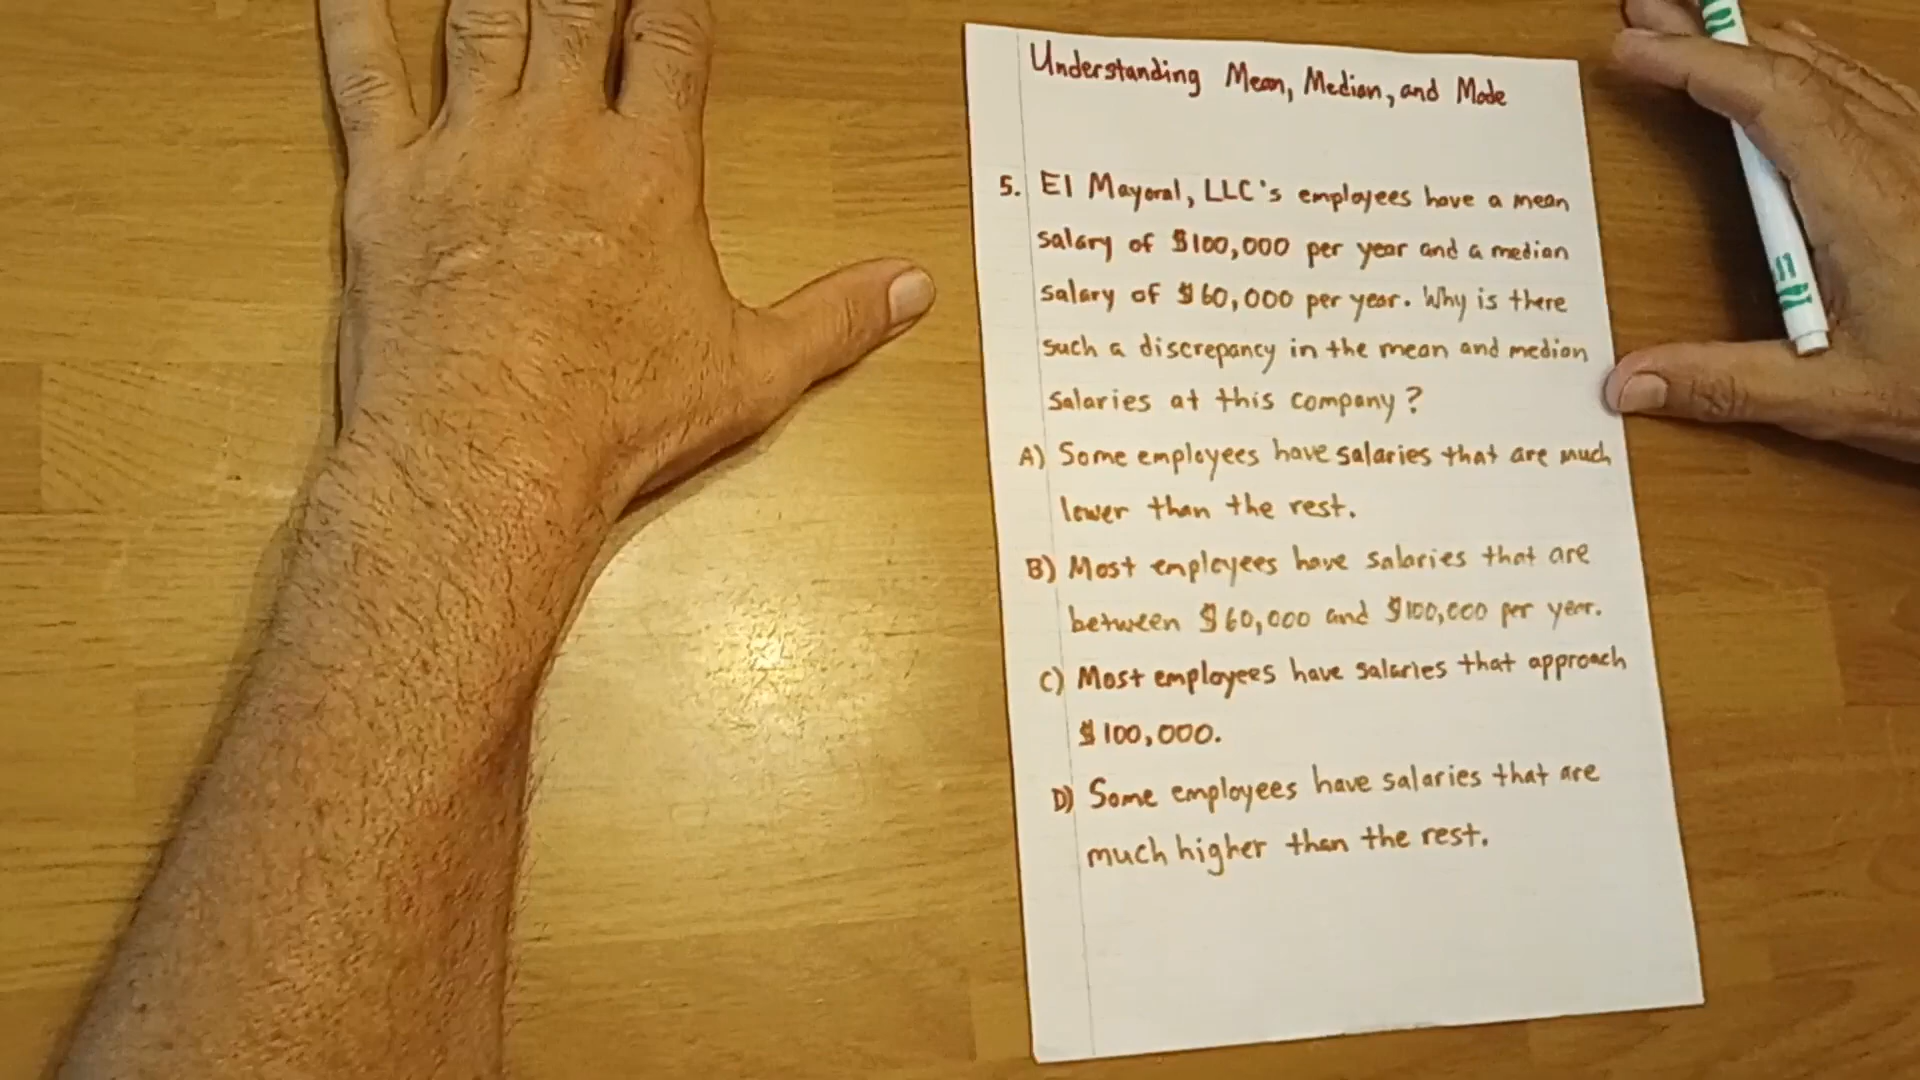 Understanding Mean, Median, and Mode
5. El Mayoral, LLC's employees have a mean
salary of $100,000 per year and a median
salary of $60,000 per year. Why is there
such a discrepancy in the mean and median
salaries at this company?
A) Some employees have salaries that are much
lower than the rest.
B) Most employees have salaries that are
between $60,000 and $100,000 per year.
C) Most employees have salaries that approach
$100,000.
D) Some employees have salaries that are
much higher than the rest.